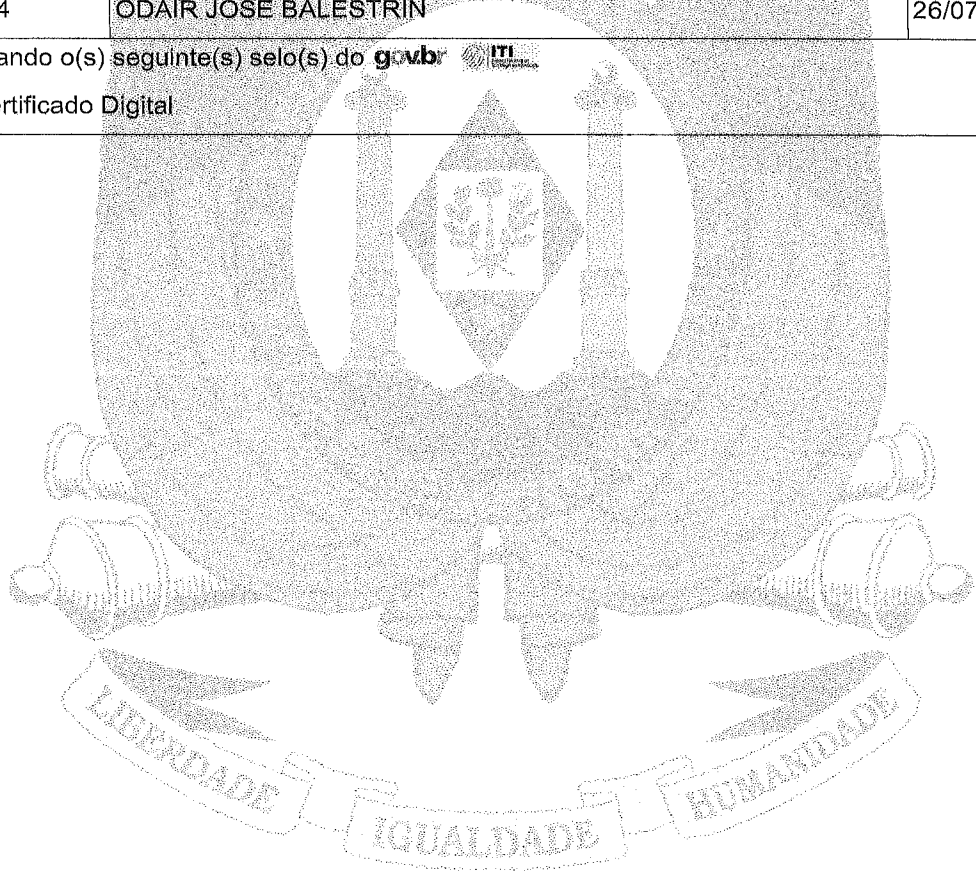 4 ODAIR JOSE BALESTRIN 26/07
ando o(s) seguinte(s) selo(s) do gov.br ITI
ertificado Digital
LIBERDADE
IGUALDADE
HUMANIDADE